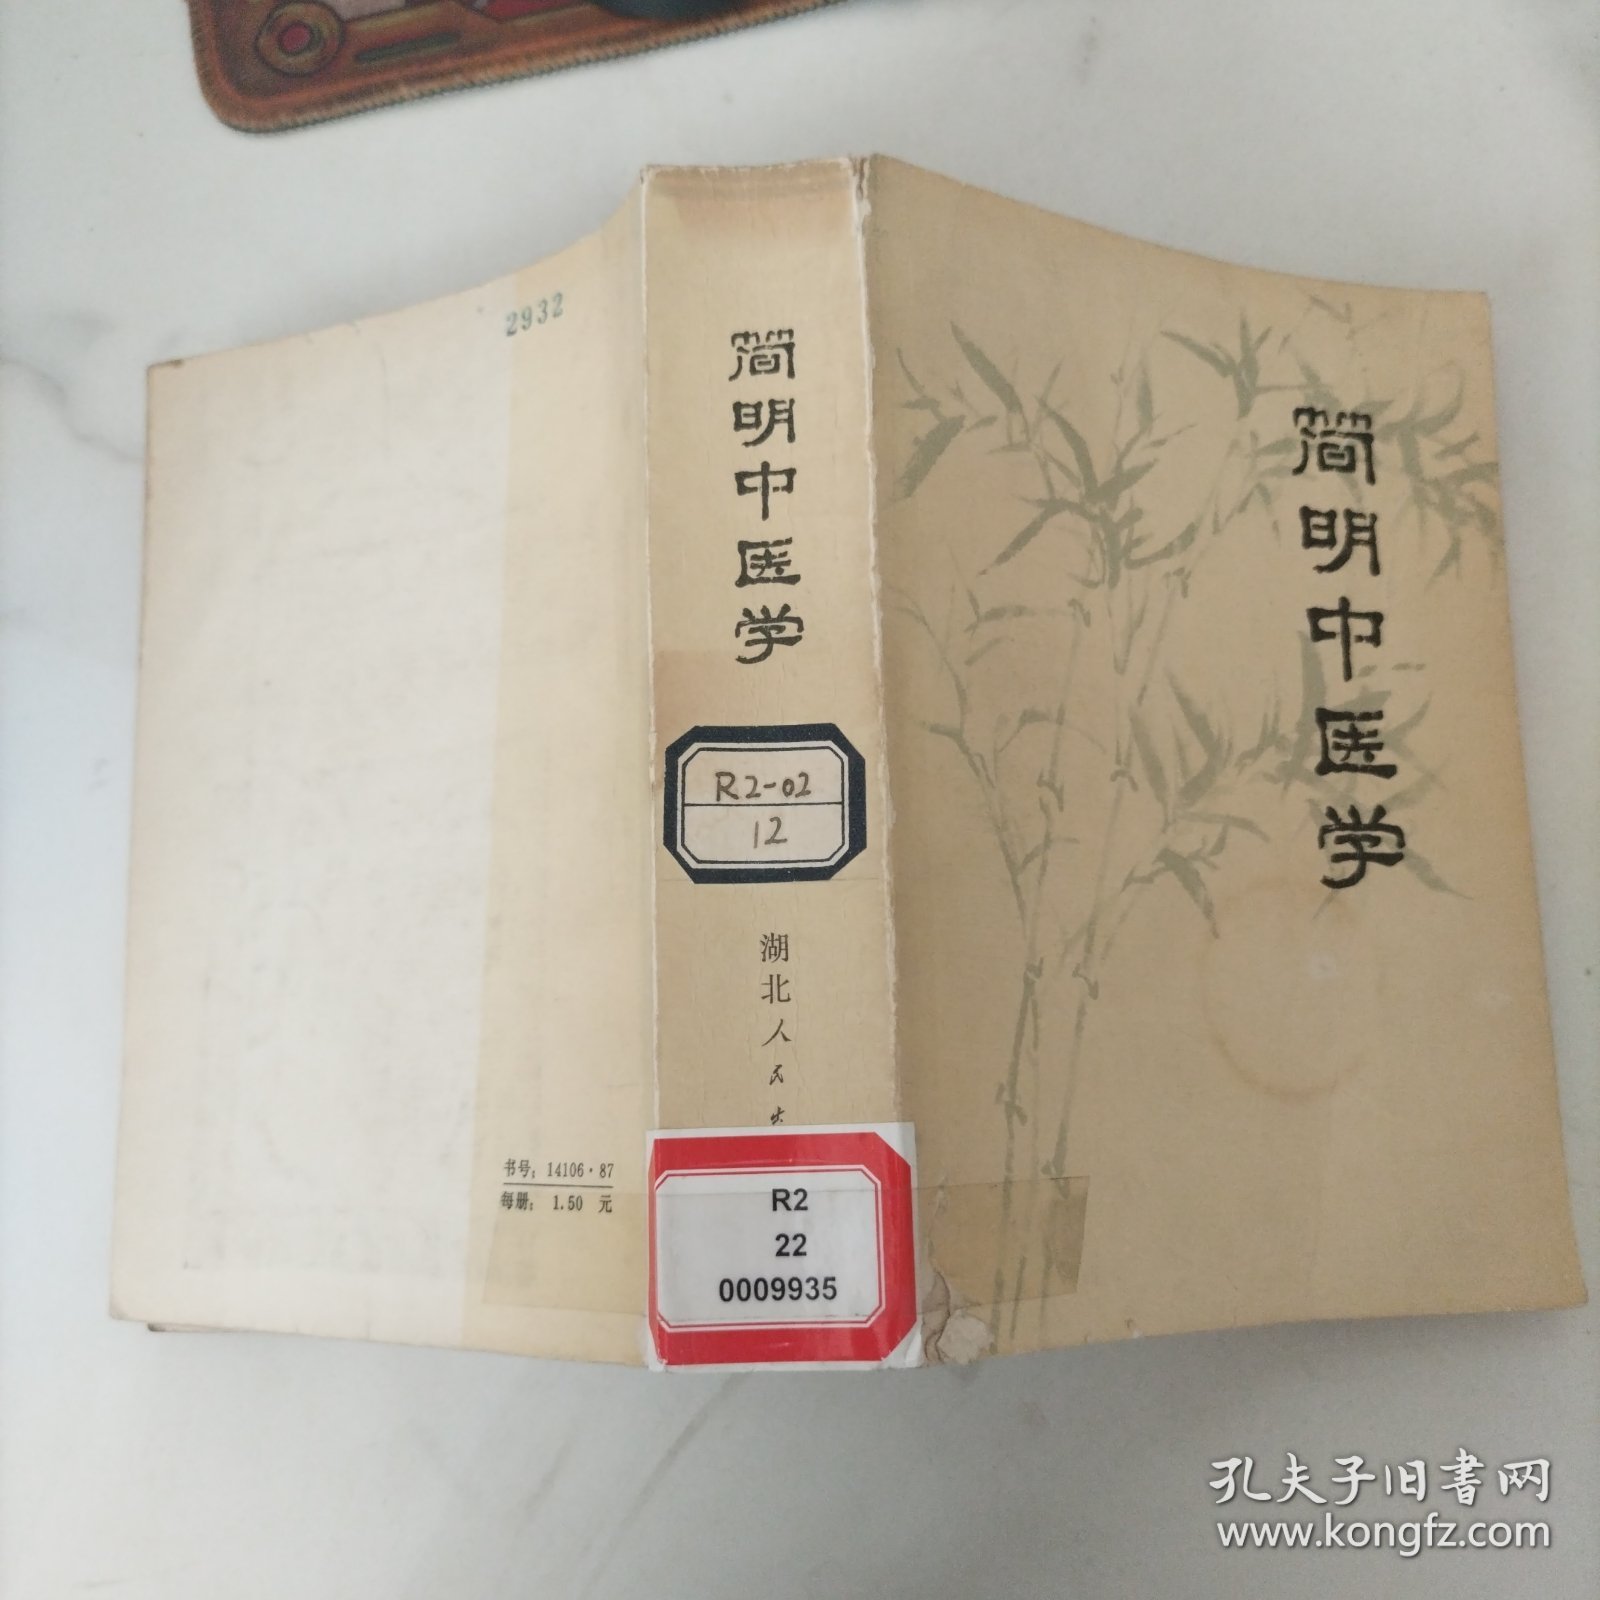 2932
书号：14106·87
每册：1.50 元
简明中医学
R2-02
12
湖北人民出
R2
22
0009935
简明中医学
孔夫子旧书网
www.kongfz.com